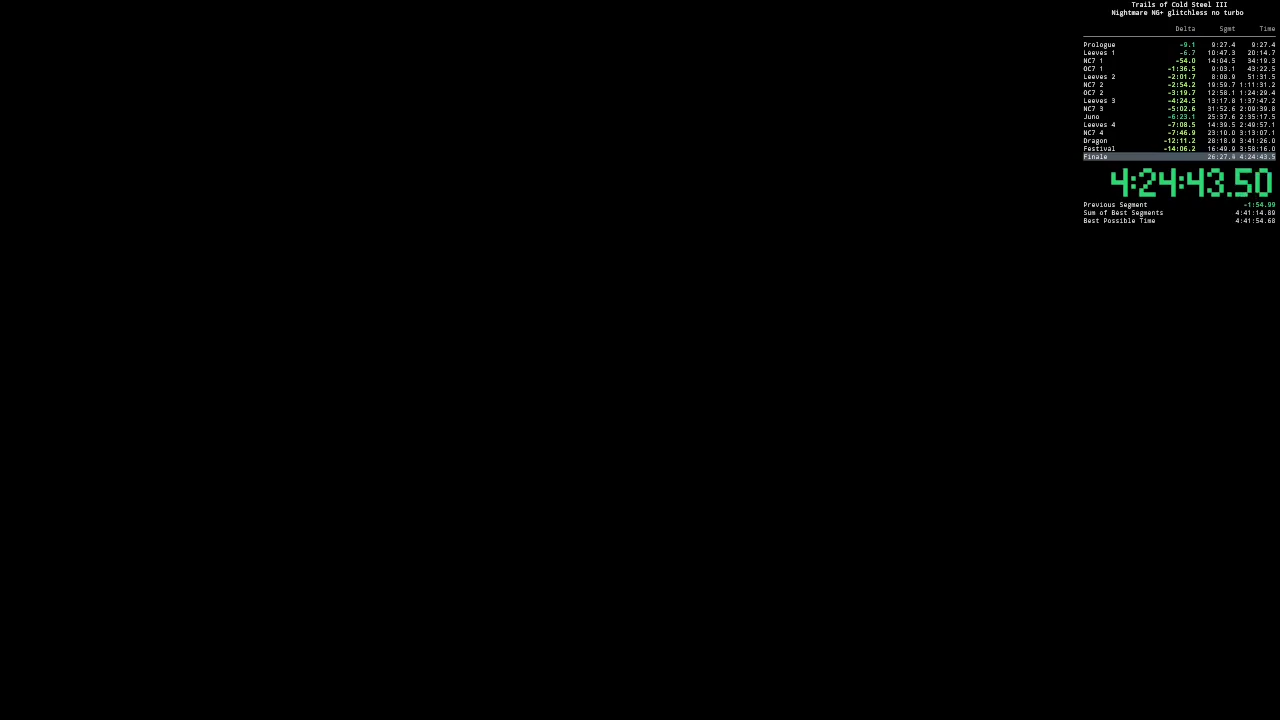 Trails of Cold Steel III
Nightmare NG+ glitchless no turbo
Delta Sgmt Time
Prologue -9.1 9:27.4 9:27.4
Leeves 1 -6.7 10:47.3 20:14.7
NC7 1 -54.0 14:04.5 34:19.3
OC7 1 -1:36.5 9:03.1 43:22.5
Leeves 2 -2:01.7 8:08.9 51:31.5
NC7 2 -2:54.2 19:59.7 1:11:31.2
OC7 2 -3:19.7 12:58.1 1:24:29.4
Leeves 3 -4:24.5 13:17.8 1:37:47.2
NC7 3 -5:02.6 31:52.6 2:09:39.8
Juno -6:23.1 25:37.6 2:35:17.5
Leeves 4 -7:08.5 14:39.5 2:49:57.1
NC7 4 -7:46.9 23:10.0 3:13:07.1
Dragon -12:11.2 28:18.9 3:41:26.0
Festival -14:06.2 16:49.9 3:58:16.0
Finale 26:27.4 4:24:43.5
4:24:43.50
Previous Segment -1:54.99
Sum of Best Segments 4:41:14.89
Best Possible Time 4:41:54.68